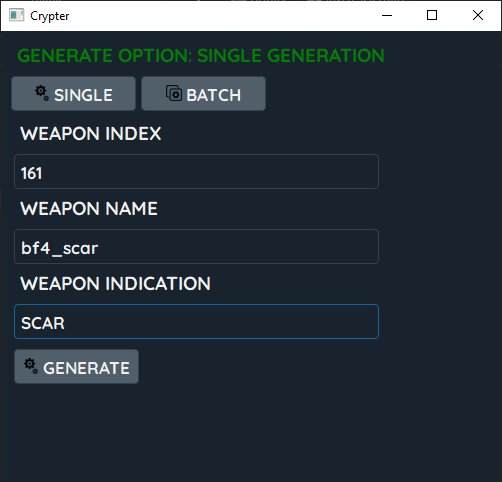 Crypter
GENERATE OPTION: SINGLE GENERATION
SINGLE BATCH
WEAPON INDEX
161
WEAPON NAME
bf4_scar
WEAPON INDICATION
SCAR
GENERATE